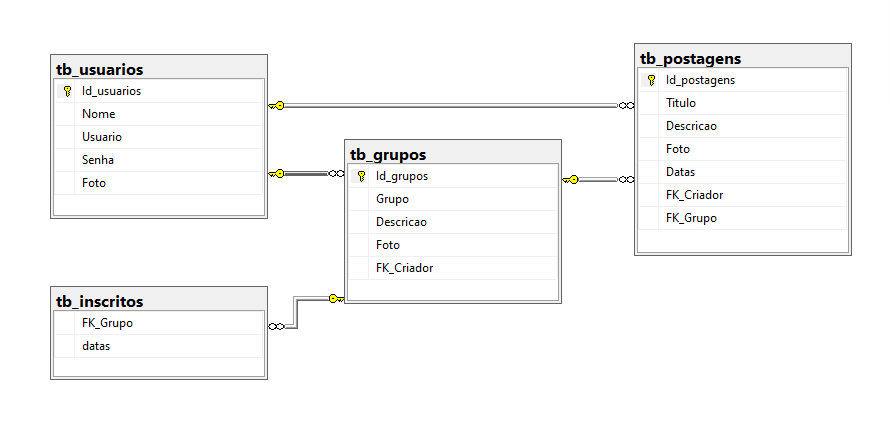 tb_usuarios
Id_usuarios
Nome
Usuario
Senha
Foto
tb_grupos
Id_grupos
Grupo
Descricao
Foto
FK_Criador
tb_postagens
Id_postagens
Titulo
Descricao
Foto
Datas
FK_Criador
FK_Grupo
tb_inscritos
FK_Grupo
datas